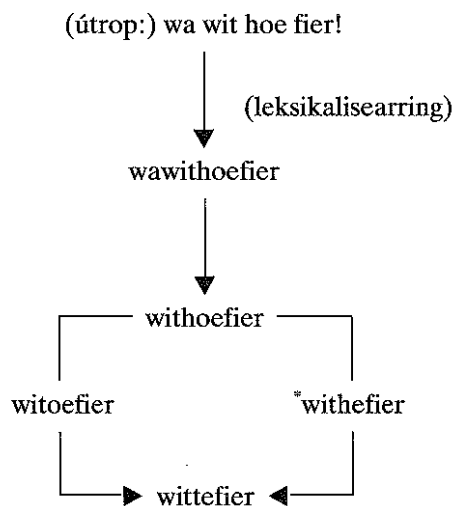 (útrop:) wa wit hoe fier!
(leksikalisearring)
wawithoefier
withoefier
witoefier
*withefier
wittefier